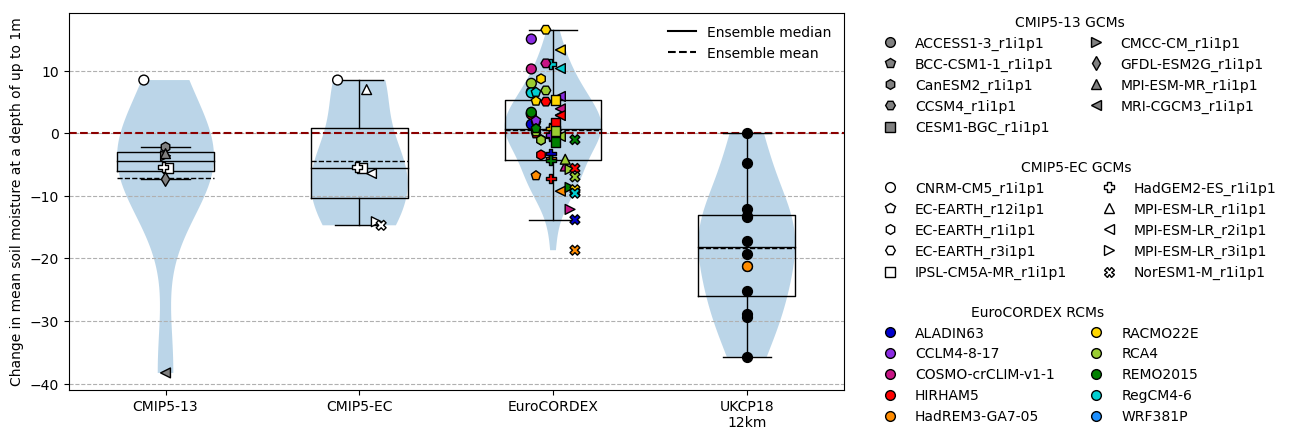 Change in mean soil moisture at a depth of up to 1m
10
0
−10
−20
−30
−40
CMIP5-13
CMIP5-EC
EuroCORDEX
UKCP18
12km
Ensemble median
Ensemble mean
CMIP5-13 GCMs
ACCESS1-3_r1i1p1
BCC-CSM1-1_r1i1p1
CanESM2_r1i1p1
CCSM4_r1i1p1
CESM1-BGC_r1i1p1
CMCC-CM_r1i1p1
GFDL-ESM2G_r1i1p1
MPI-ESM-MR_r1i1p1
MRI-CGCM3_r1i1p1
CMIP5-EC GCMs
CNRM-CM5_r1i1p1
EC-EARTH_r12i1p1
EC-EARTH_r1i1p1
EC-EARTH_r3i1p1
IPSL-CM5A-MR_r1i1p1
HadGEM2-ES_r1i1p1
MPI-ESM-LR_r1i1p1
MPI-ESM-LR_r2i1p1
MPI-ESM-LR_r3i1p1
NorESM1-M_r1i1p1
EuroCORDEX RCMs
ALADIN63
CCLM4-8-17
COSMO-crCLIM-v1-1
HIRHAM5
HadREM3-GA7-05
RACMO22E
RCA4
REMO2015
RegCM4-6
WRF381P